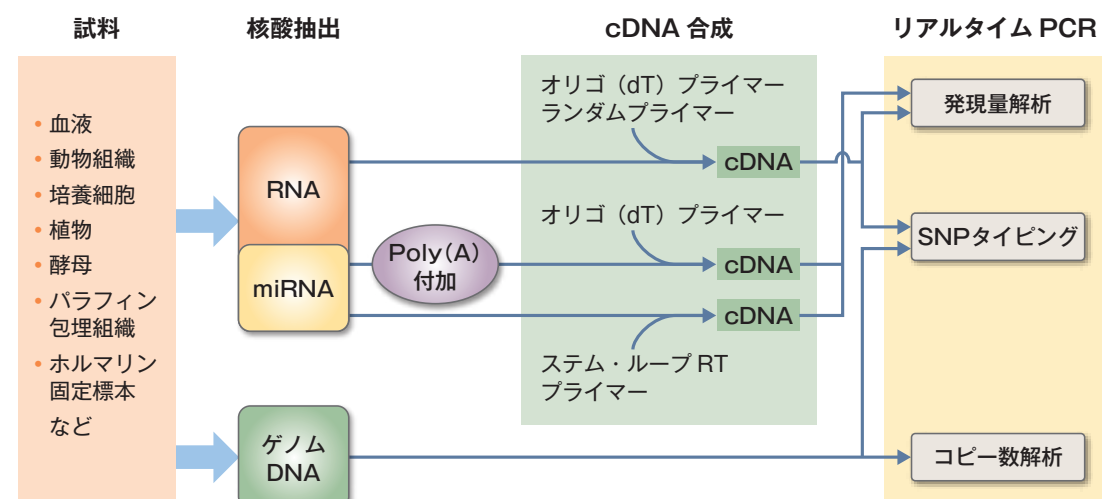 試料
核酸抽出
cDNA 合成
リアルタイム PCR
・血液
・動物組織
・培養細胞
・植物
・酵母
・パラフィン
包埋組織
・ホルマリン
固定標本
など
RNA
miRNA
ゲノム
DNA
Poly(A)
付加
オリゴ（dT）プライマー
ランダムプライマー
cDNA
オリゴ（dT）プライマー
cDNA
cDNA
ステム・ループ RT
プライマー
発現量解析
SNPタイピング
コピー数解析